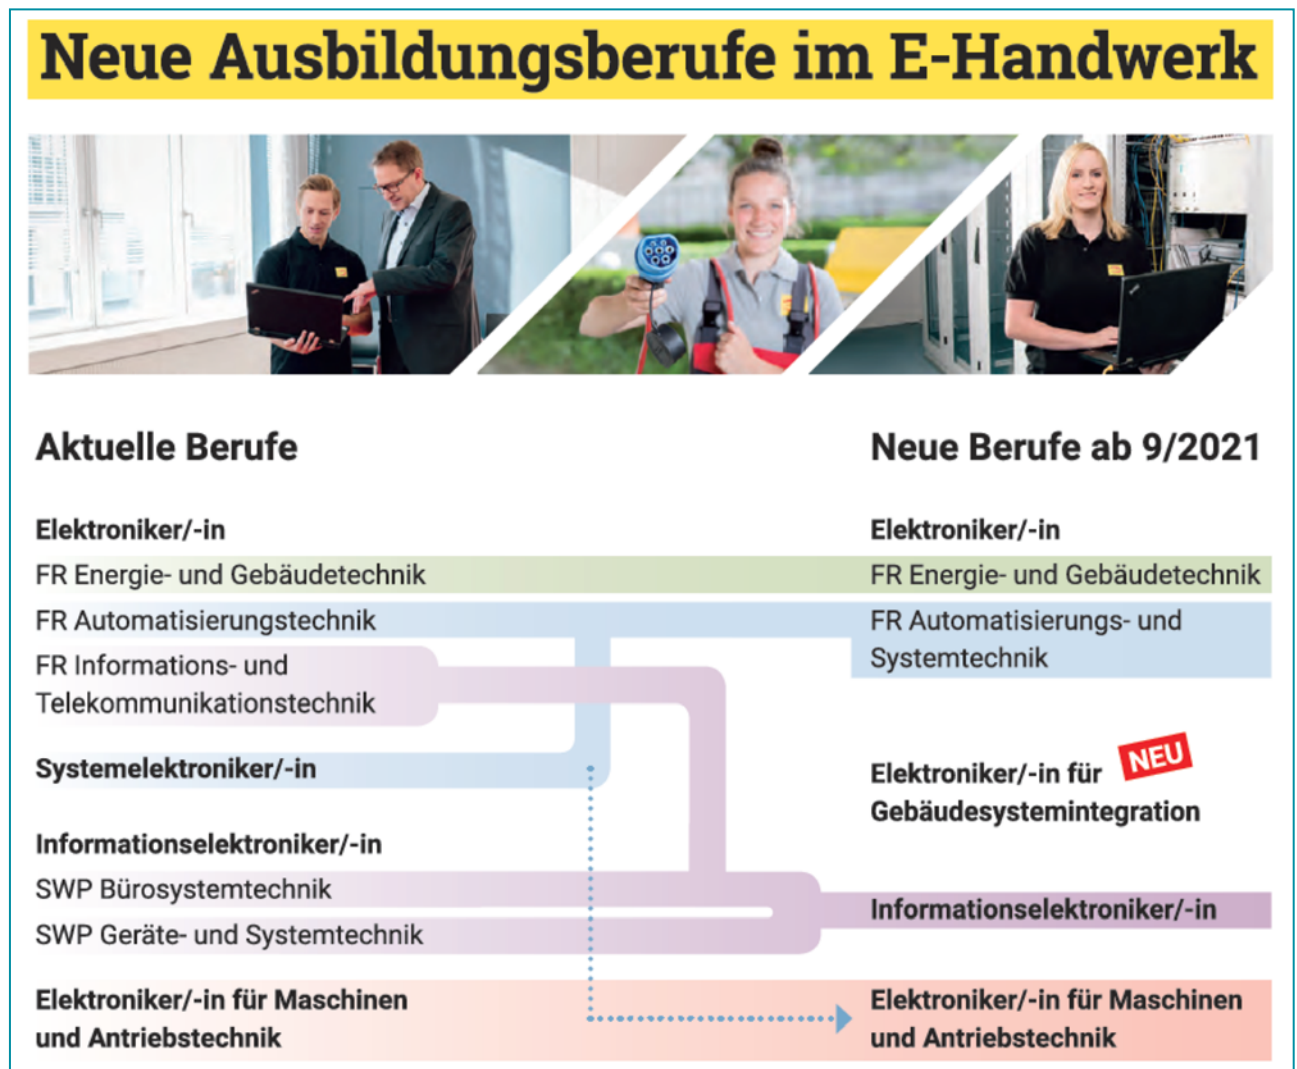 Neue Ausbildungsberufe im E-Handwerk
Aktuelle Berufe
Elektroniker/-in
FR Energie- und Gebäudetechnik
FR Automatisierungstechnik
FR Informations- und
Telekommunikationstechnik
Systemelektroniker/-in
Informationselektroniker/-in
SWP Bürosystemtechnik
SWP Geräte- und Systemtechnik
Elektroniker/-in für Maschinen
und Antriebstechnik
Neue Berufe ab 9/2021
Elektroniker/-in
FR Energie- und Gebäudetechnik
FR Automatisierungs- und
Systemtechnik
Elektroniker/-in für
NEU
Gebäudesystemintegration
Informationselektroniker/-in
Elektroniker/-in für Maschinen
und Antriebstechnik